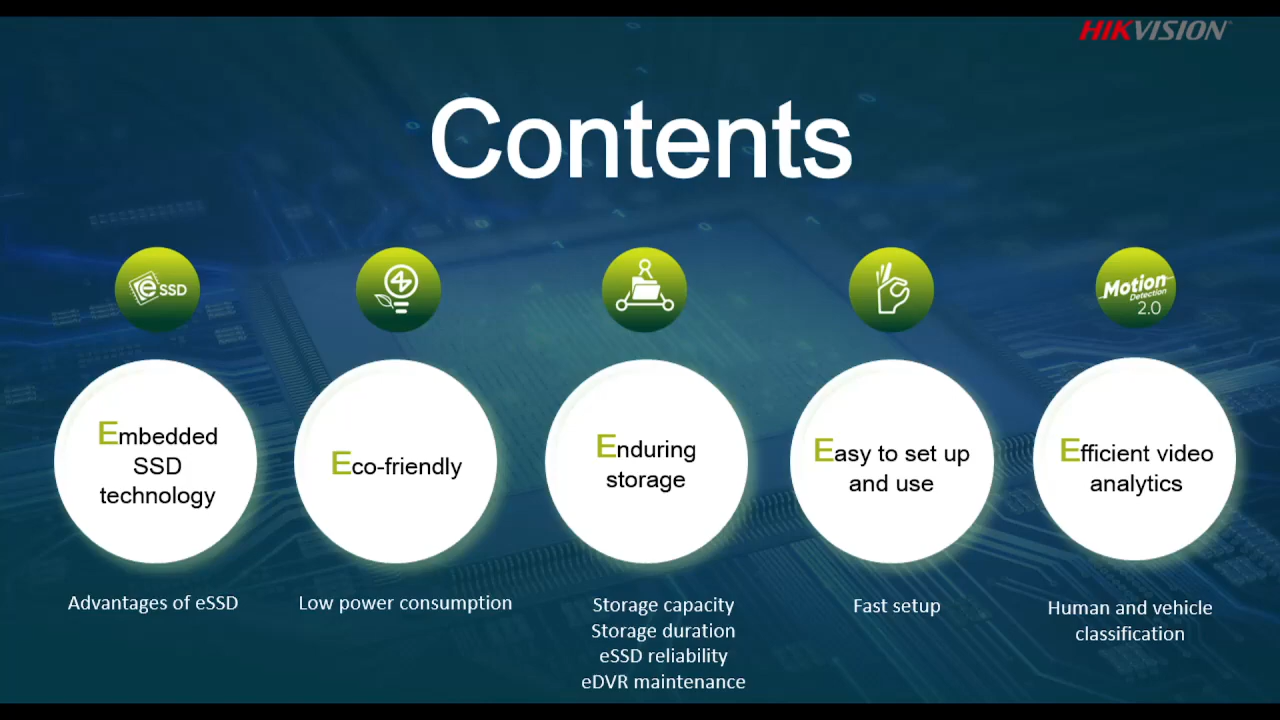 HIKVISION
Contents
eSSD
Motion
Detection
2.0
Embedded
SSD
technology
Eco-friendly
Enduring
storage
Easy to set up
and use
Efficient video
analytics
Advantages of eSSD
Low power consumption
Storage capacity
Storage duration
eSSD reliability
eDVR maintenance
Fast setup
Human and vehicle
classification